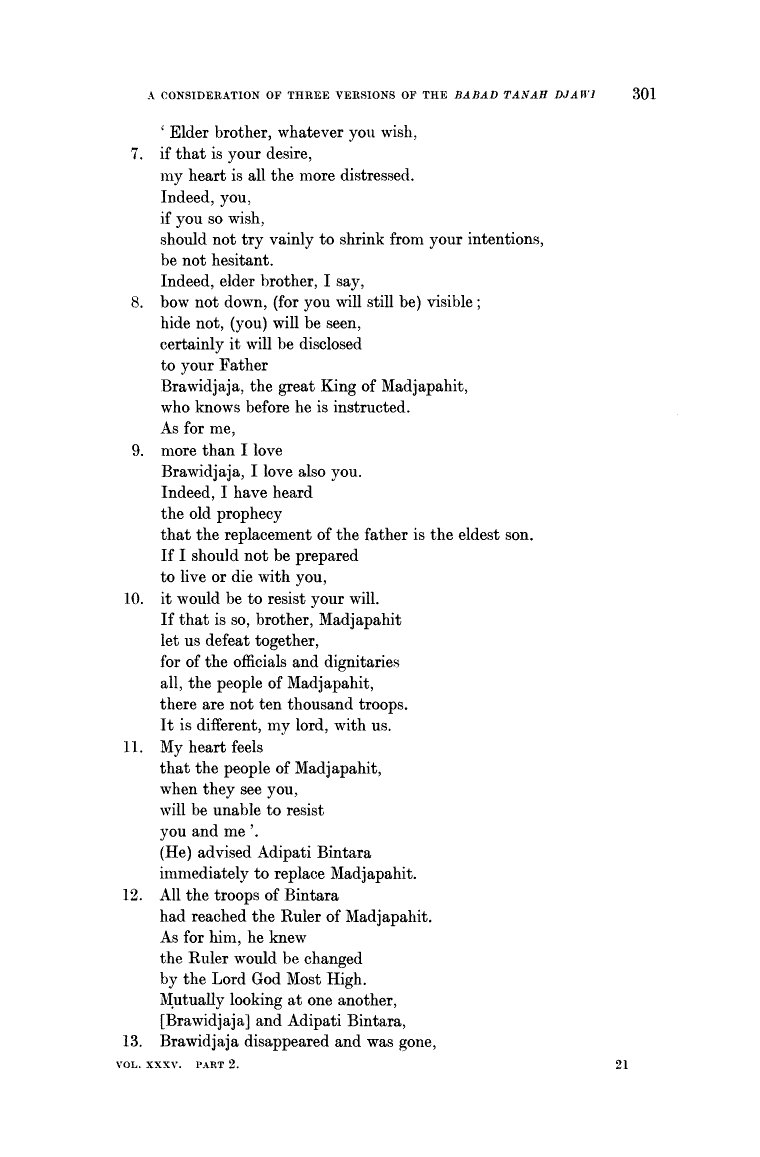 A CONSIDERATION OF THREE VERSIONS OF THE BABAD TANAH DJAWI 301
‘ Elder brother, whatever you wish,
7. if that is your desire,
my heart is all the more distressed.
Indeed, you,
if you so wish,
should not try vainly to shrink from your intentions,
be not hesitant.
Indeed, elder brother, I say,
8. bow not down, (for you will still be) visible ;
hide not, (you) will be seen,
certainly it will be disclosed
to your Father
Brawidjaja, the great King of Madjapahit,
who knows before he is instructed.
As for me,
9. more than I love
Brawidjaja, I love also you.
Indeed, I have heard
the old prophecy
that the replacement of the father is the eldest son.
If I should not be prepared
to live or die with you,
10. it would be to resist your will.
If that is so, brother, Madjapahit
let us defeat together,
for of the officials and dignitaries
all, the people of Madjapahit,
there are not ten thousand troops.
It is different, my lord, with us.
11. My heart feels
that the people of Madjapahit,
when they see you,
will be unable to resist
you and me ’.
(He) advised Adipati Bintara
immediately to replace Madjapahit.
12. All the troops of Bintara
had reached the Ruler of Madjapahit.
As for him, he knew
the Ruler would be changed
by the Lord God Most High.
Mutually looking at one another,
[Brawidjaja] and Adipati Bintara,
13. Brawidjaja disappeared and was gone,
VOL. XXXV. PART 2. 21